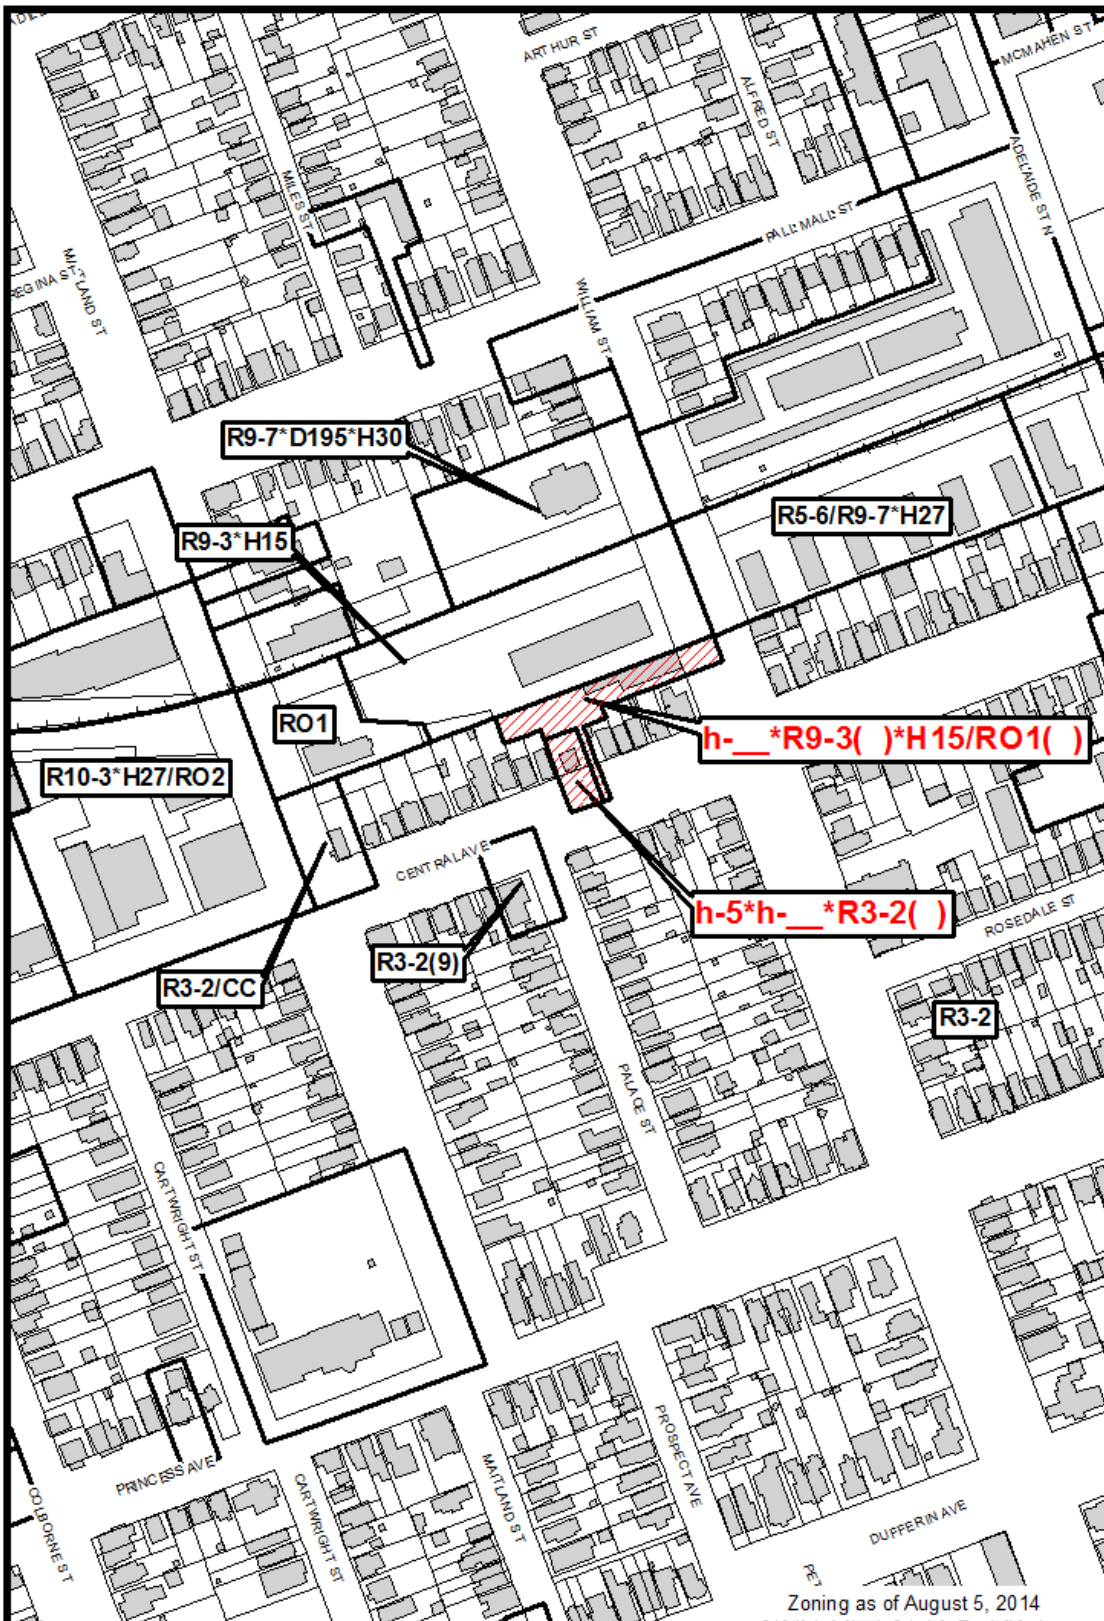 ARTHUR ST
MCMAHEN ST
ALFRED ST
ADELAIDE ST N
MILES ST
PALL MALL ST
MAITLAND ST
REGINA ST
WILLIAM ST
R9-7*D195*H30
R5-6/R9-7*H27
R9-3*H15
RO1
h-__*R9-3( )*H15/RO1( )
R10-3*H27/RO2
CENTRAL AVE
h-5*h-__*R3-2( )
ROSEDALE ST
R3-2(9)
R3-2/CC
R3-2
PALACE ST
CARTWRIGHT ST
PROSPECT AVE
PRINCESS AVE
MAITLAND ST
CARTWRIGHT ST
COLBORNE ST
DUFFERIN AVE
PET
Zoning as of August 5, 2014